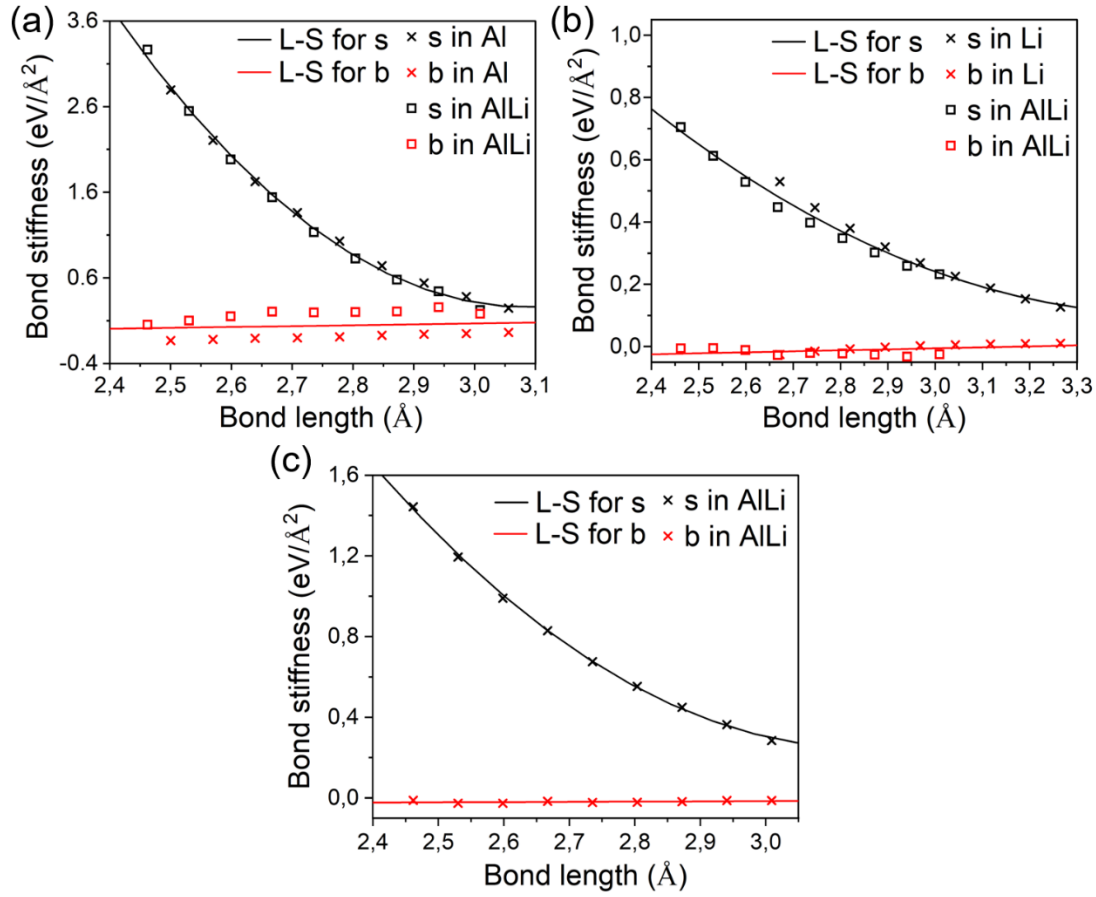 (a)
3.6
2.6
1.6
0.6
-0.4
Bond stiffness (eV/Å²)
L-S for s
L-S for b
s in Al
b in Al
s in AlLi
b in AlLi
2,4 2,5 2,6 2,7 2,8 2,9 3,0 3,1
Bond length (Å)
(b)
1,0
0,8
0,6
0,4
0,2
0,0
Bond stiffness (eV/Å²)
L-S for s
L-S for b
s in Li
b in Li
s in AlLi
b in AlLi
2,4 2,5 2,6 2,7 2,8 2,9 3,0 3,1 3,2 3,3
Bond length (Å)
(c)
1,6
1,2
0,8
0,4
0,0
Bond stiffness (eV/Å²)
L-S for s
L-S for b
s in AlLi
b in AlLi
2,4 2,5 2,6 2,7 2,8 2,9 3,0
Bond length (Å)